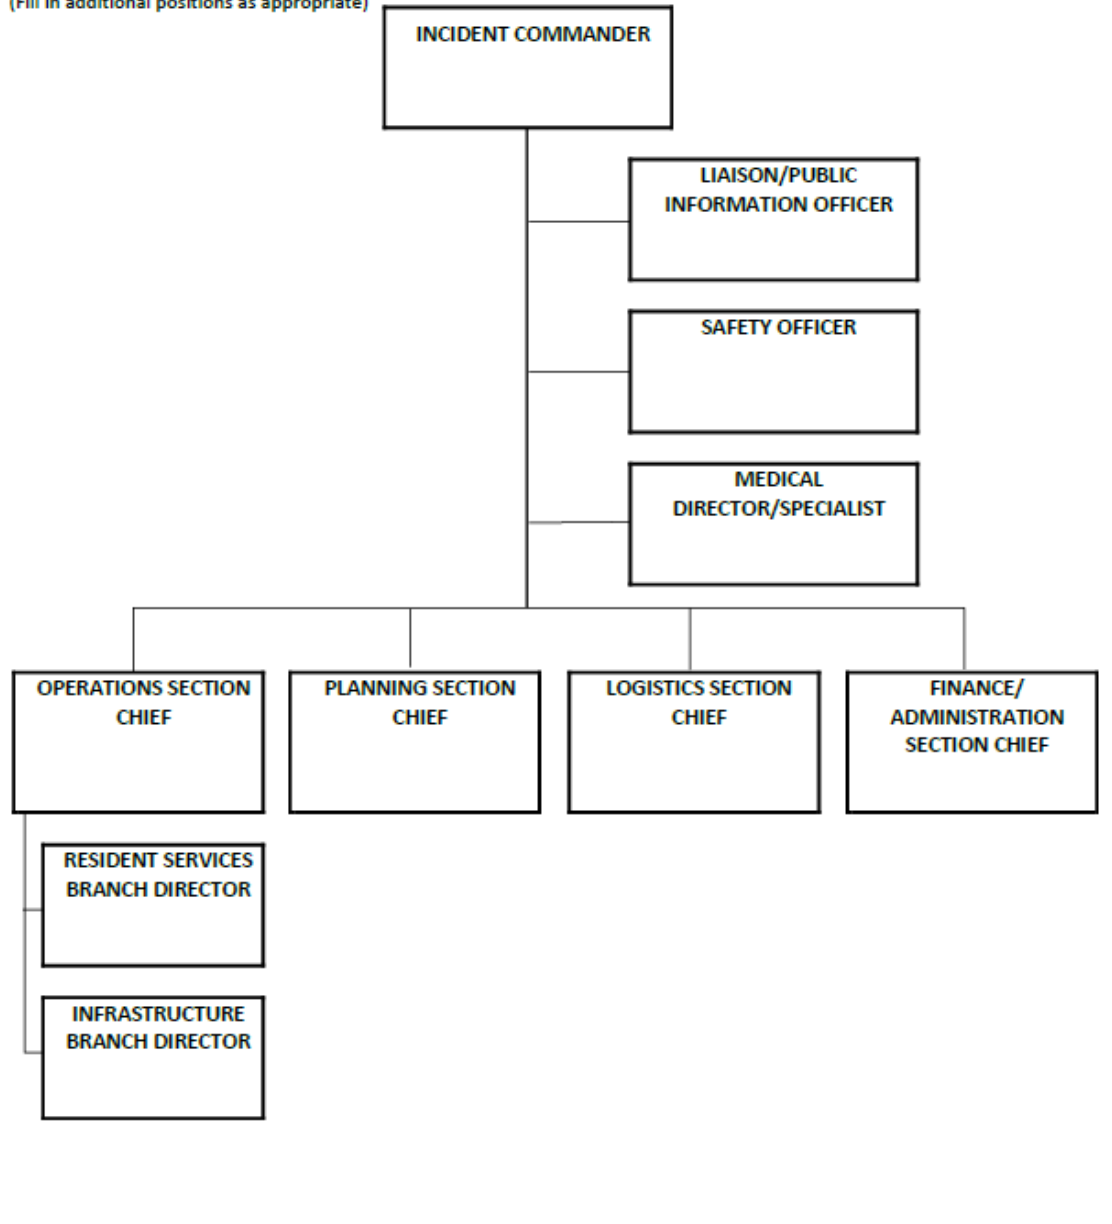 (Fill in additional positions as appropriate)
INCIDENT COMMANDER
LIAISON/PUBLIC
INFORMATION OFFICER
SAFETY OFFICER
MEDICAL
DIRECTOR/SPECIALIST
OPERATIONS SECTION
CHIEF
PLANNING SECTION
CHIEF
LOGISTICS SECTION
CHIEF
FINANCE/
ADMINISTRATION
SECTION CHIEF
RESIDENT SERVICES
BRANCH DIRECTOR
INFRASTRUCTURE
BRANCH DIRECTOR